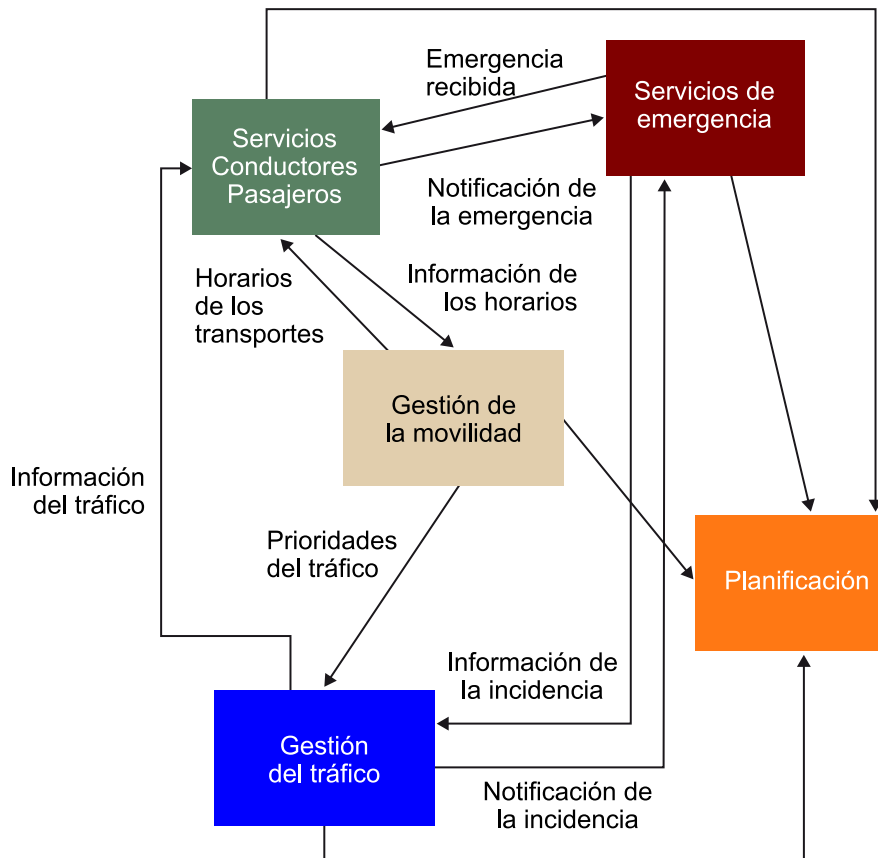 Emergencia
recibida
Servicios de
emergencia
Servicios
Conductores
Pasajeros
Notificación de
la emergencia
Horarios
de los
transportes
Información de
los horarios
Gestión de
la movilidad
Información
del tráfico
Prioridades
del tráfico
Planificación
Información de
la incidencia
Gestión
del tráfico
Notificación de
la incidencia